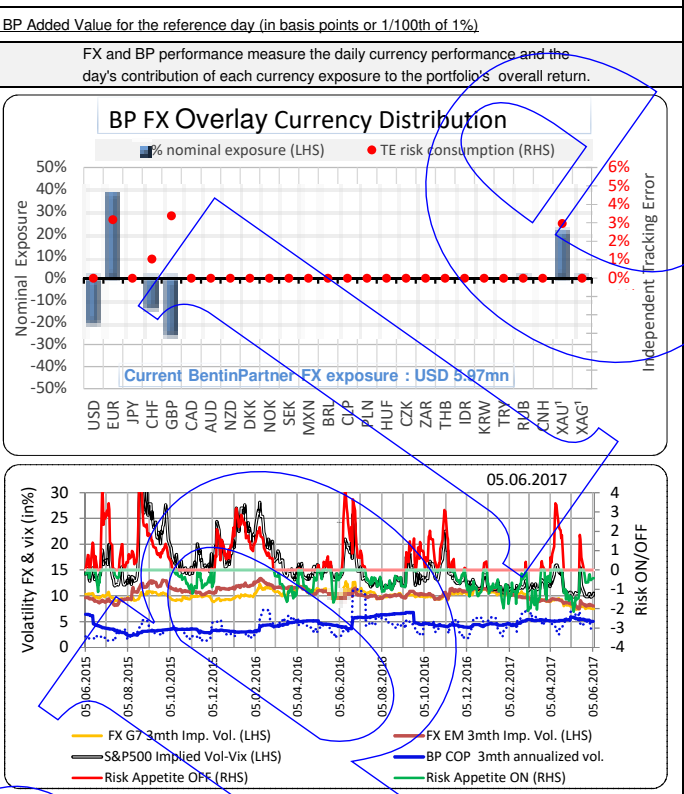 BP Added Value for the reference day (in basis points or 1/100th of 1%)
FX and BP performance measure the daily currency performance and the
day's contribution of each currency exposure to the portfolio's overall return.
BP FX Overlay Currency Distribution
% nominal exposure (LHS) TE risk consumption (RHS)
Nominal Exposure
50%
40%
30%
20%
10%
0%
-10%
-20%
-30%
-40%
-50%
6%
5%
4%
3%
2%
1%
0%
Independent Tracking Error
Current BentinPartner FX exposure : USD 5.97mn
USD EUR JPY CHF GBP CAD AUD NZD DKK NOK SEK MXN BRL CLP PLN HUF CZK ZAR THB IDR KRW TRY RUB CNH XAU¹ XAG¹
05.06.2017
Volatility FX & vix (in%)
30
25
20
15
10
5
0
4
3
2
1
0
-1
-2
-3
-4
Risk ON/OFF
05.06.2015 05.08.2015 05.10.2015 05.12.2015 05.02.2016 05.04.2016 05.06.2016 05.08.2016 05.10.2016 05.12.2016 05.02.2017 05.04.2017 05.06.2017
FX G7 3mth Imp. Vol. (LHS) FX EM 3mth Imp. Vol. (LHS)
S&P500 Implied Vol-Vix (LHS) BP COP 3mth annualized vol.
Risk Appetite OFF (RHS) Risk Appetite ON (RHS)